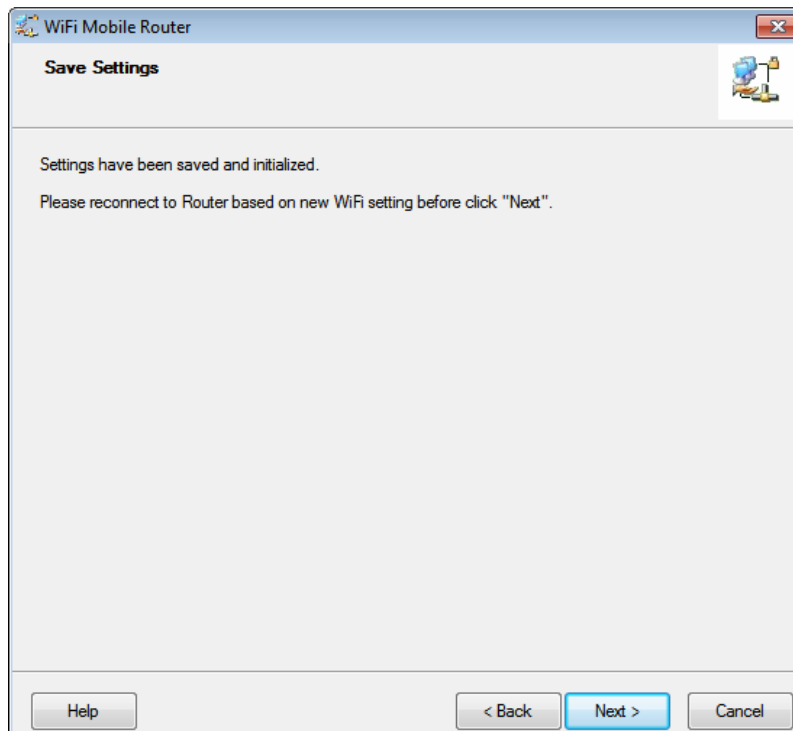 WiFi Mobile Router
Save Settings
Settings have been saved and initialized.
Please reconnect to Router based on new WiFi setting before click "Next".
Help
< Back
Next >
Cancel